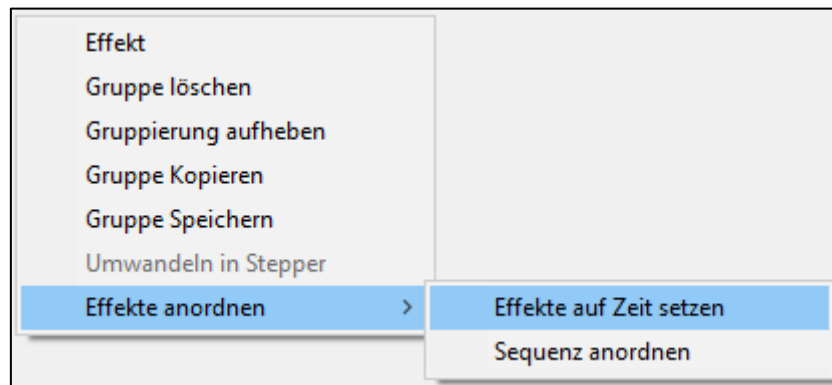 Effekt
Gruppe löschen
Gruppierung aufheben
Gruppe Kopieren
Gruppe Speichern
Umwandeln in Stepper
Effekte anordnen >
Effekte auf Zeit setzen
Sequenz anordnen